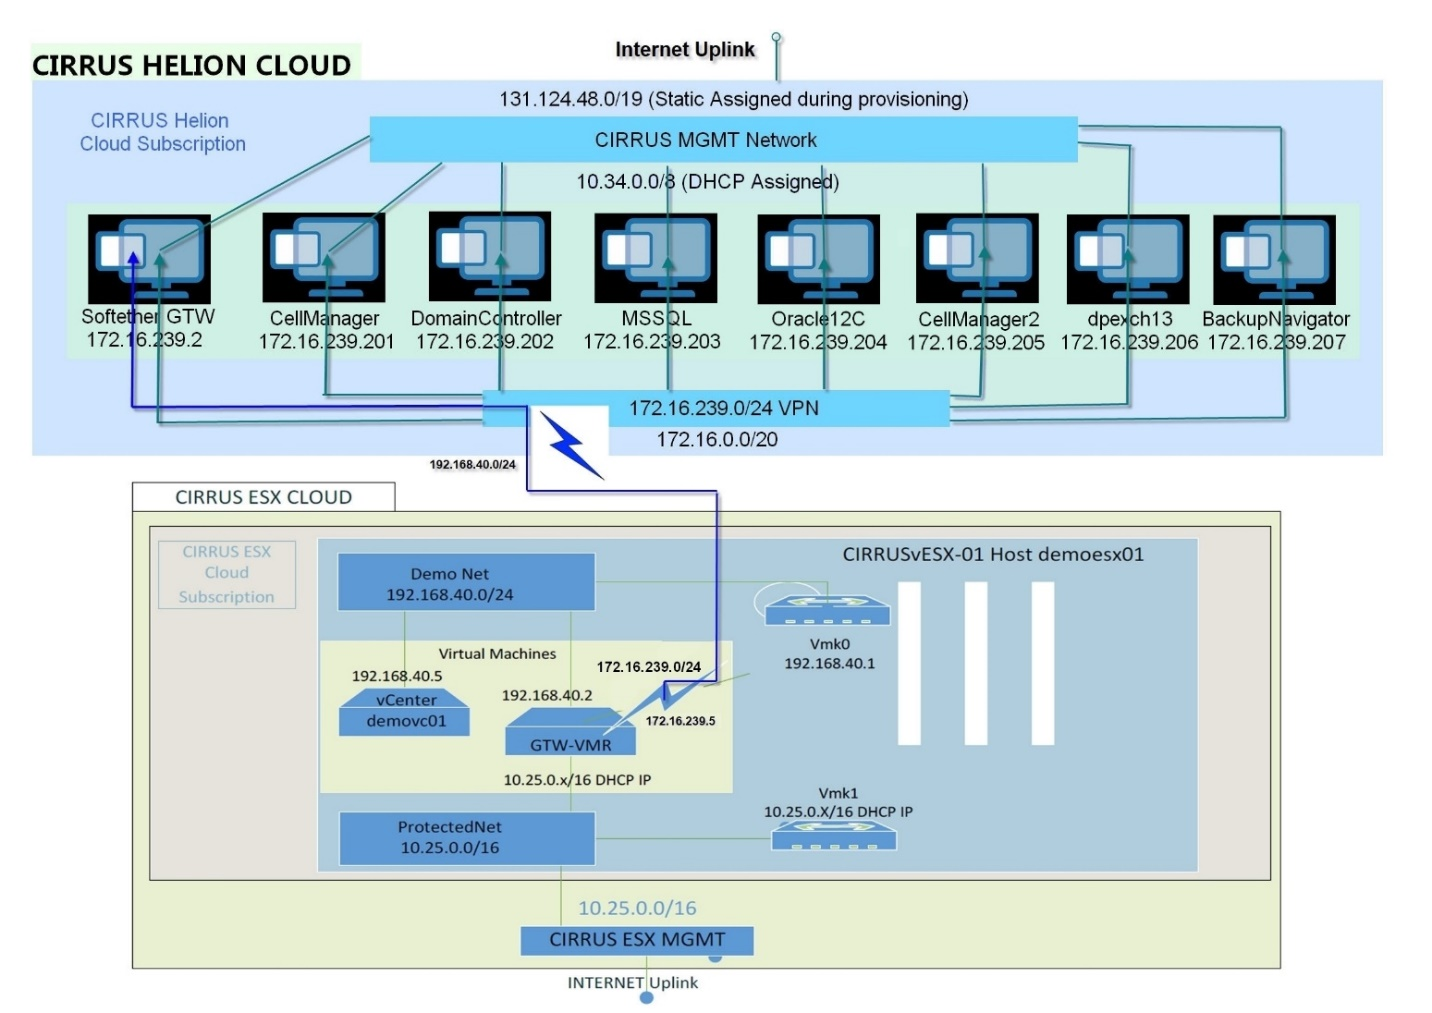 Internet Uplink
CIRRUS HELION CLOUD
131.124.48.0/19 (Static Assigned during provisioning)
CIRRUS Helion
Cloud Subscription
CIRRUS MGMT Network
10.34.0.0/8 (DHCP Assigned)
Softether GTW
172.16.239.2
CellManager
172.16.239.201
DomainController
172.16.239.202
MSSQL
172.16.239.203
Oracle12C
172.16.239.204
CellManager2
172.16.239.205
dpexch13
172.16.239.206
BackupNavigator
172.16.239.207
172.16.239.0/24 VPN
172.16.0.0/20
192.168.40.0/24
CIRRUS ESX CLOUD
CIRRUS ESX
Cloud
Subscription
CIRRUSvESX-01 Host demoesx01
Demo Net
192.168.40.0/24
Vmk0
192.168.40.1
Virtual Machines
172.16.239.0/24
192.168.40.5
vCenter
demovc01
192.168.40.2
172.16.239.5
GTW-VMR
10.25.0.x/16 DHCP IP
Vmk1
10.25.0.X/16 DHCP IP
ProtectedNet
10.25.0.0/16
10.25.0.0/16
CIRRUS ESX MGMT
INTERNET Uplink